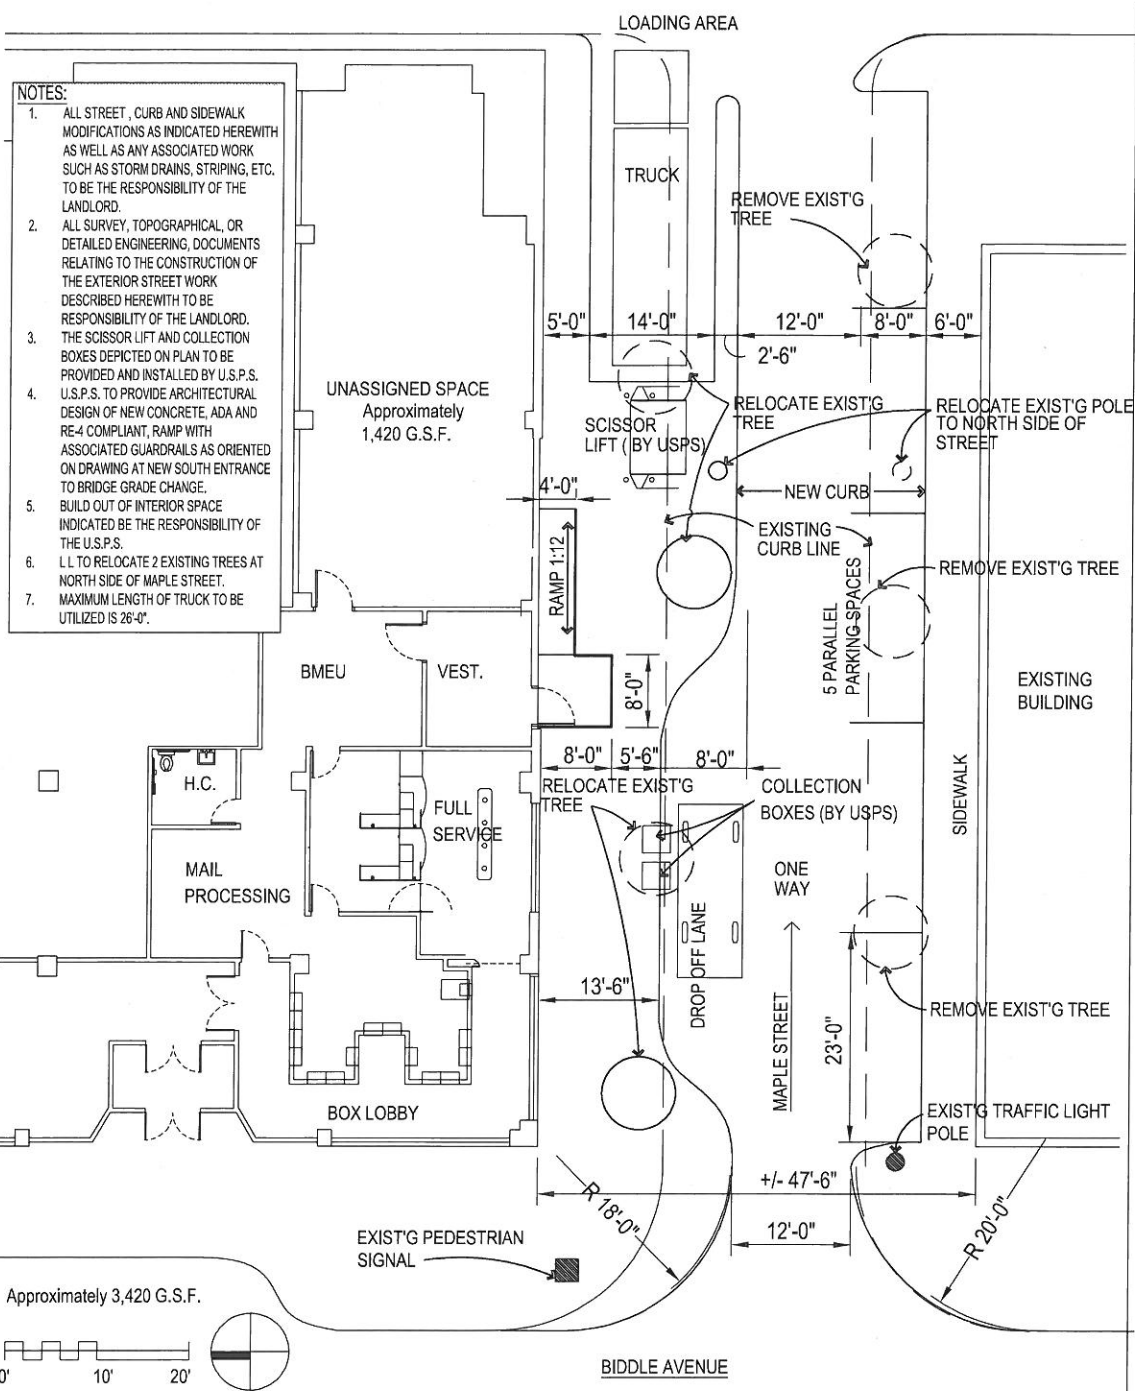 LOADING AREA
NOTES:
1. ALL STREET , CURB AND SIDEWALK
MODIFICATIONS AS INDICATED HEREWITH
AS WELL AS ANY ASSOCIATED WORK
SUCH AS STORM DRAINS, STRIPING, ETC.
TO BE THE RESPONSIBILITY OF THE
LANDLORD.
2. ALL SURVEY, TOPOGRAPHICAL, OR
DETAILED ENGINEERING, DOCUMENTS
RELATING TO THE CONSTRUCTION OF
THE EXTERIOR STREET WORK
DESCRIBED HEREWITH TO BE
RESPONSIBILITY OF THE LANDLORD.
3. THE SCISSOR LIFT AND COLLECTION
BOXES DEPICTED ON PLAN TO BE
PROVIDED AND INSTALLED BY U.S.P.S.
4. U.S.P.S. TO PROVIDE ARCHITECTURAL
DESIGN OF NEW CONCRETE, ADA AND
RE-4 COMPLIANT, RAMP WITH
ASSOCIATED GUARDRAILS AS ORIENTED
ON DRAWING AT NEW SOUTH ENTRANCE
TO BRIDGE GRADE CHANGE.
5. BUILD OUT OF INTERIOR SPACE
INDICATED BE THE RESPONSIBILITY OF
THE U.S.P.S.
6. LL TO RELOCATE 2 EXISTING TREES AT
NORTH SIDE OF MAPLE STREET.
7. MAXIMUM LENGTH OF TRUCK TO BE
UTILIZED IS 26'-0".
TRUCK
REMOVE EXIST'G
TREE
5'-0" 14'-0" 12'-0" 8'-0" 6'-0"
2'-6"
UNASSIGNED SPACE
Approximately
1,420 G.S.F.
SCISSOR
LIFT ( BY USPS)
RELOCATE EXIST'G
TREE
RELOCATE EXIST'G POLE
TO NORTH SIDE OF
STREET
4'-0"
NEW CURB
RAMP 1:12
EXISTING
CURB LINE
REMOVE EXIST'G TREE
5 PARALLEL
PARKING SPACES
BMEU
VEST.
8'-0"
EXISTING
BUILDING
8'-0" 5'-6" 8'-0"
H.C.
RELOCATE EXIST'G
TREE
COLLECTION
BOXES (BY USPS)
FULL
SERVICE
SIDEWALK
MAIL
PROCESSING
ONE
WAY
DROP OFF LANE
13'-6"
MAPLE STREET
23'-0"
REMOVE EXIST'G TREE
BOX LOBBY
EXIST'G TRAFFIC LIGHT
POLE
+/- 47'-6"
R 18'-0"
12'-0"
R 20'-0"
EXIST'G PEDESTRIAN
SIGNAL
Approximately 3,420 G.S.F.
0' 10' 20'
BIDDLE AVENUE